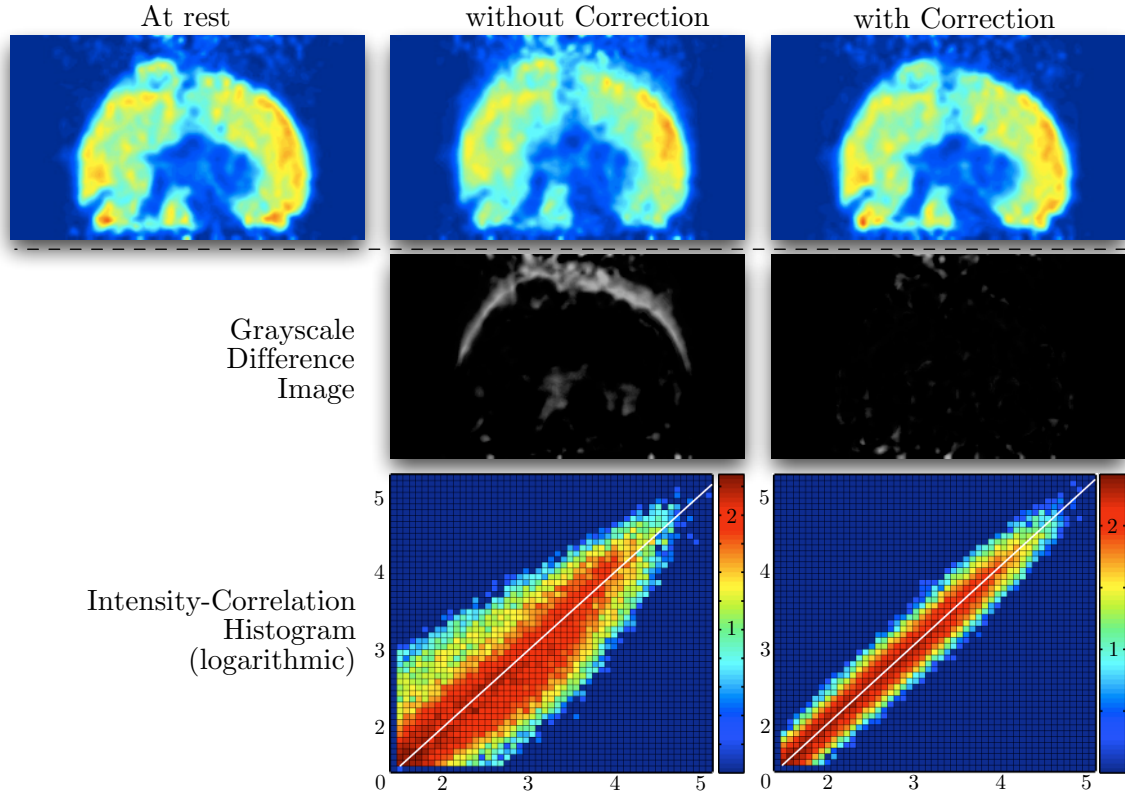 At rest
without Correction
with Correction
Grayscale
Difference
Image
Intensity-Correlation
Histogram
(logarithmic)
5
4
3
2
0
2
3
4
5
2
1
5
4
3
2
0
2
3
4
5
2
1